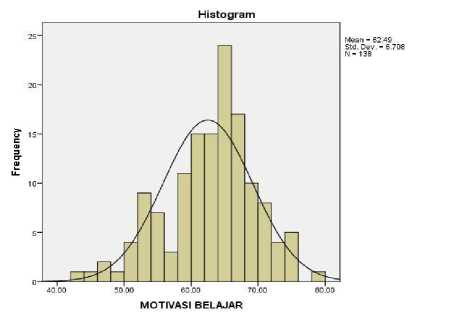 Histogram
Mean = 62.49
Std. Dev. = 6.708
N = 138
Frequency
25
20
15
10
5
0
40.00 50.00 60.00 70.00 80.00
MOTIVASI BELAJAR